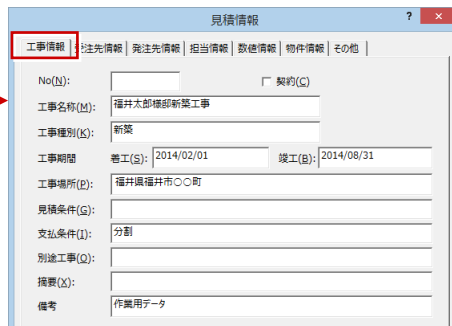 見積情報
? ×
工事情報 受注先情報 発注先情報 担当情報 数値情報 物件情報 その他
No(N): 契約(C)
工事名称(M): 福井太郎様邸新築工事
工事種別(K): 新築
工事期間 着工(S): 2014/02/01 竣工(B): 2014/08/31
工事場所(P): 福井県福井市○○町
見積条件(G):
支払条件(I): 分割
別途工事(O):
摘要(X):
備考 作業用データ